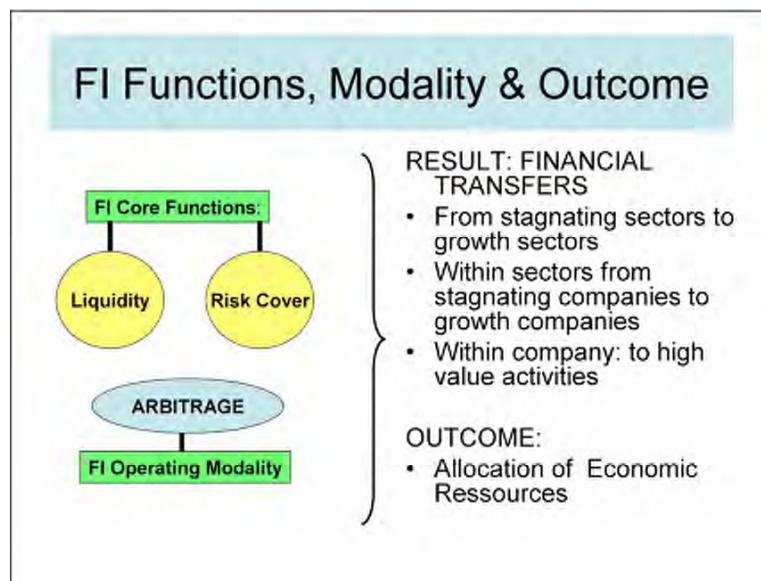 FI Functions, Modality & Outcome
FI Core Functions:
Liquidity
Risk Cover
ARBITRAGE
FI Operating Modality
RESULT: FINANCIAL
TRANSFERS
• From stagnating sectors to
growth sectors
• Within sectors from
stagnating companies to
growth companies
• Within company: to high
value activities
OUTCOME:
• Allocation of Economic
Ressources